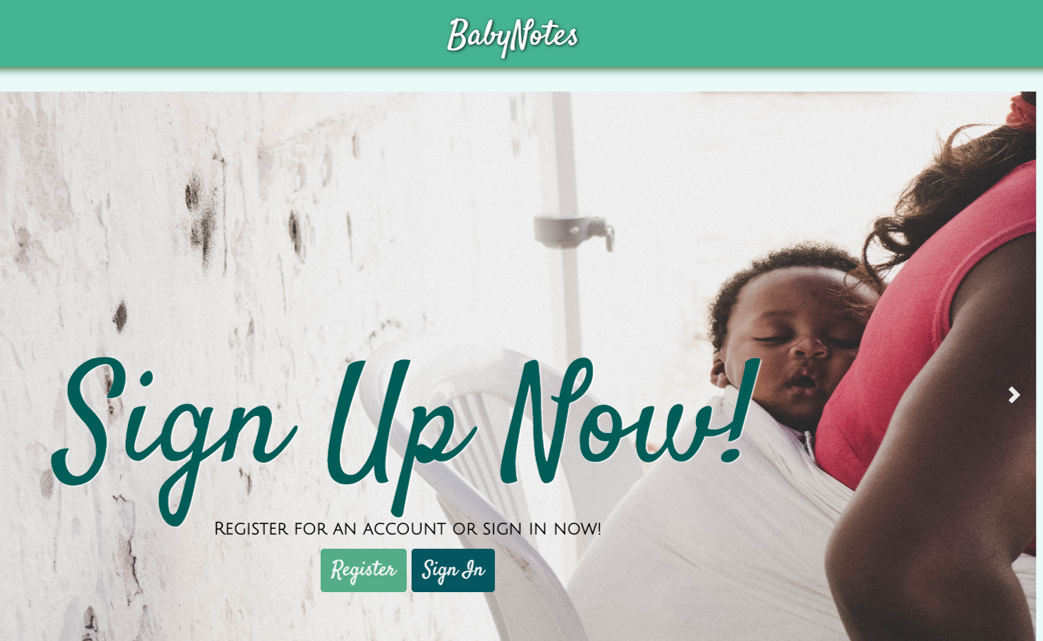 BabyNotes
Sign Up Now!
Register for an account or sign in now!
Register Sign In